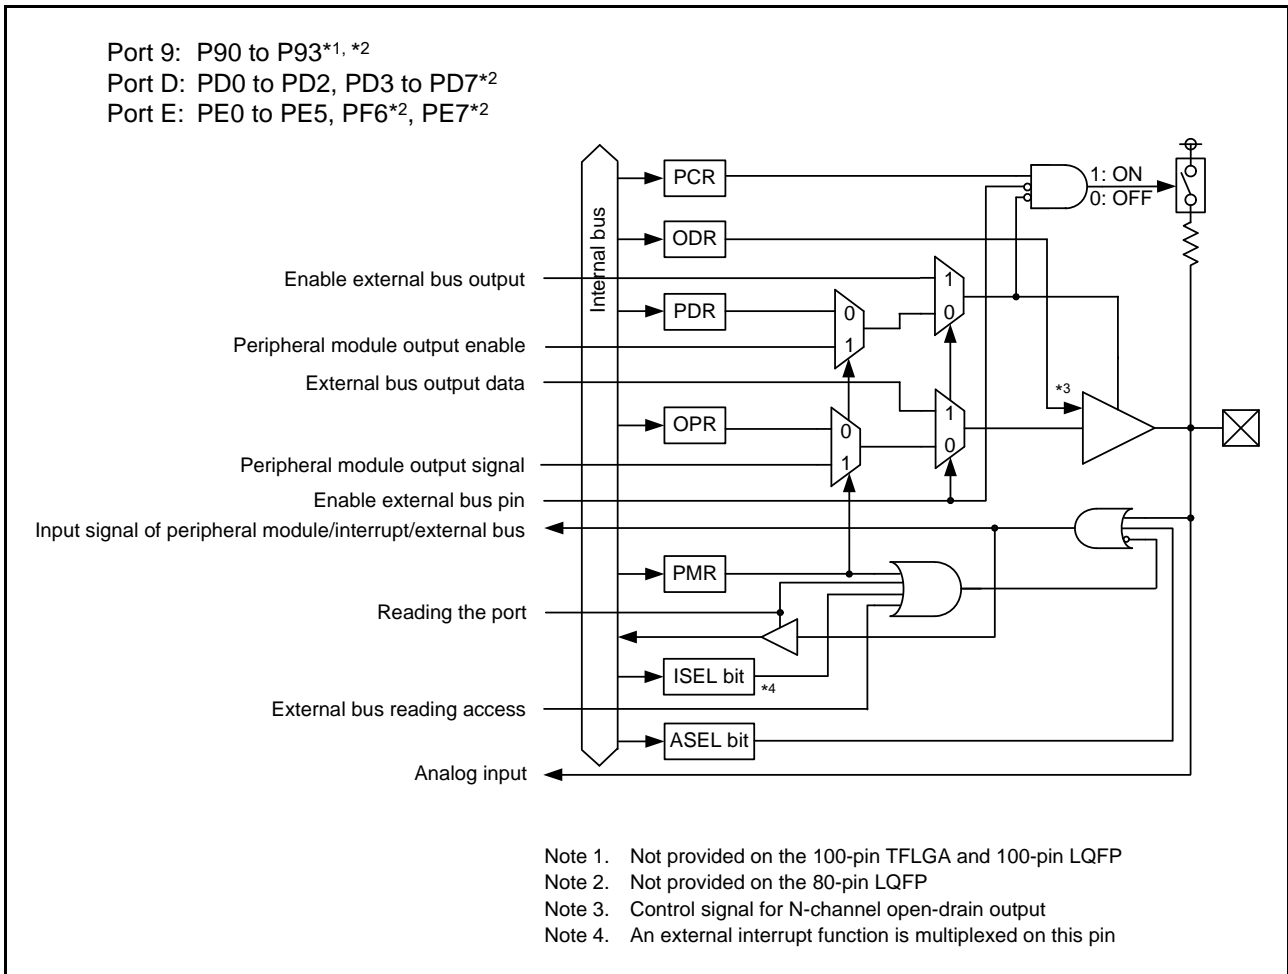 Port 9: P90 to P93*1, *2
Port D: PD0 to PD2, PD3 to PD7*2
Port E: PE0 to PE5, PF6*2, PE7*2
Internal bus
PCR
1: ON
0: OFF
ODR
Enable external bus output
1
0
PDR
0
1
Peripheral module output enable
External bus output data
*3
OPR
0
1
1
0
Peripheral module output signal
Enable external bus pin
Input signal of peripheral module/interrupt/external bus
PMR
Reading the port
ISEL bit
*4
External bus reading access
ASEL bit
Analog input
Note 1. Not provided on the 100-pin TFLGA and 100-pin LQFP
Note 2. Not provided on the 80-pin LQFP
Note 3. Control signal for N-channel open-drain output
Note 4. An external interrupt function is multiplexed on this pin